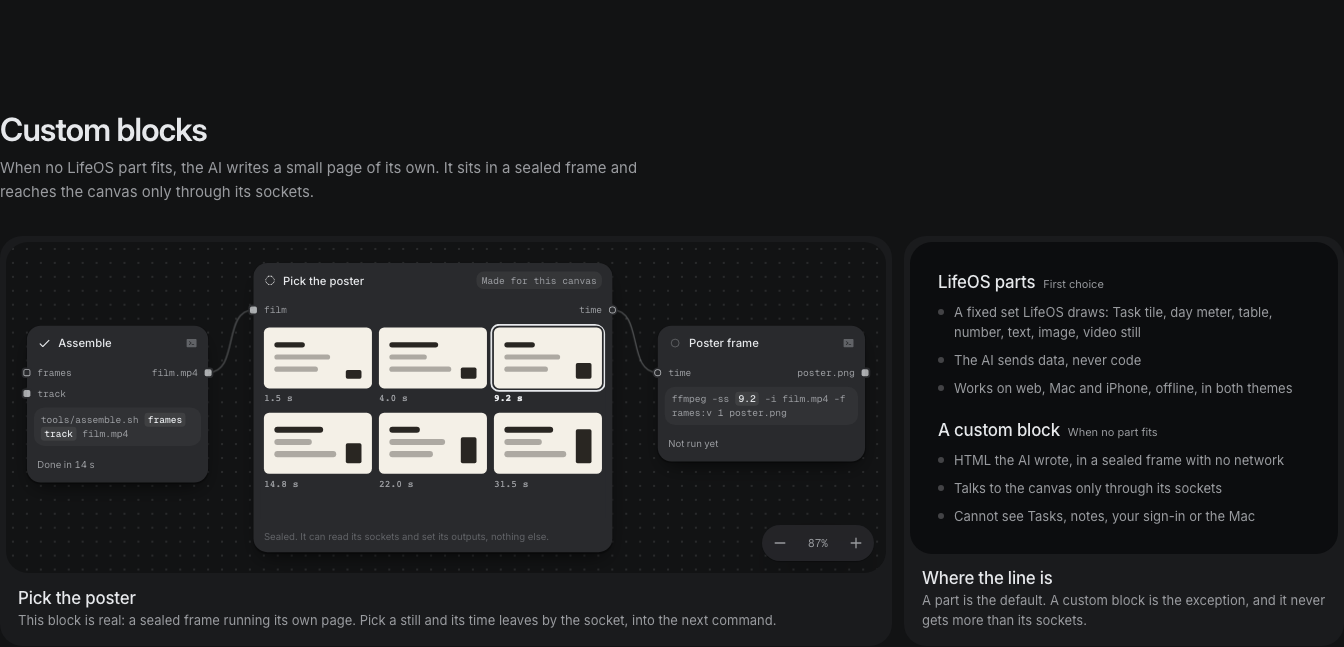 Custom blocks
When no LifeOS part fits, the AI writes a small page of its own. It sits in a sealed frame and
reaches the canvas only through its sockets.
Assemble
frames
film.mp4
track
tools/assemble.sh frames
track film.mp4
Done in 14 s
Pick the poster
Made for this canvas
film
time
1.5 s
4.0 s
9.2 s
14.8 s
22.0 s
31.5 s
Sealed. It can read its sockets and set its outputs, nothing else.
Poster frame
time
poster.png
ffmpeg -ss 9.2 -i film.mp4 -f
rames:v 1 poster.png
Not run yet
87%
Pick the poster
This block is real: a sealed frame running its own page. Pick a still and its time leaves by the socket, into the next command.
LifeOS parts First choice
A fixed set LifeOS draws: Task tile, day meter, table,
number, text, image, video still
The AI sends data, never code
Works on web, Mac and iPhone, offline, in both themes
A custom block When no part fits
HTML the AI wrote, in a sealed frame with no network
Talks to the canvas only through its sockets
Cannot see Tasks, notes, your sign-in or the Mac
Where the line is
A part is the default. A custom block is the exception, and it never
gets more than its sockets.